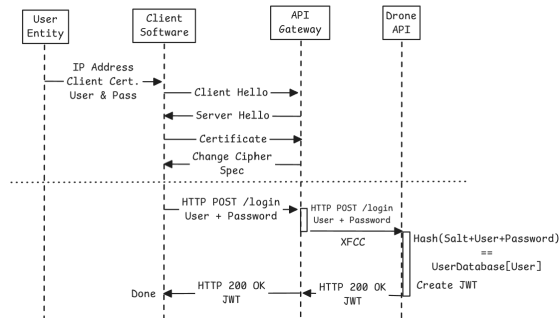 User
Entity
Client
Software
API
Gateway
Drone
API
IP Address
Client Cert.
User & Pass
Client Hello
Server Hello
Certificate
Change Cipher
Spec
HTTP POST /login
User + Password
HTTP POST /login
User + Password
XFCC
Hash(Salt+User+Password)
==
UserDatabase[User]
Create JWT
HTTP 200 OK
JWT
HTTP 200 OK
JWT
Done